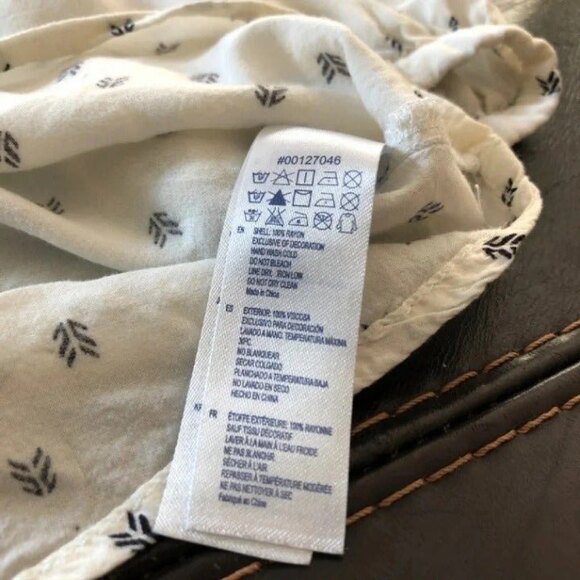 #00127046
EN SHELL: 100% RAYON
EXCLUSIVE OF DECORATION
HAND WASH COLD
DO NOT BLEACH
LINE DRY. IRON LOW
DO NOT DRY CLEAN
Made in China
ES EXTERIOR: 100% VISCOSA
EXCLUSIVO PARA DECORACIÓN
LAVADO A MANO. TEMPERATURA MÁXIMA
30ºC
NO BLANQUEAR
SECAR COLGADO
PLANCHADO A TEMPERATURA BAJA
NO LAVADO EN SECO
HECHO EN CHINA
FR ÉTOFFE EXTÉRIEURE: 100% RAYONNE
SAUF TISSU DÉCORATIF
LAVER À LA MAIN À L'EAU FROIDE
NE PAS BLANCHIR
SÉCHER À L'AIR
REPASSER À TEMPÉRATURE MODÉRÉE
NE PAS NETTOYER À SEC
Fabriqué au Chine